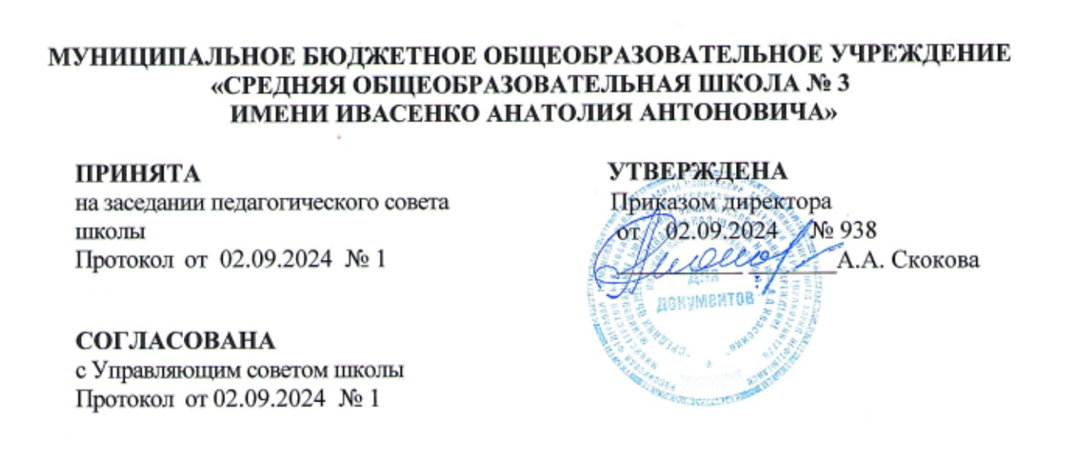 МУНИЦИПАЛЬНОЕ БЮДЖЕТНОЕ ОБЩЕОБРАЗОВАТЕЛЬНОЕ УЧРЕЖДЕНИЕ
«СРЕДНЯЯ ОБЩЕОБРАЗОВАТЕЛЬНАЯ ШКОЛА № 3
ИМЕНИ ИВАСЕНКО АНАТОЛИЯ АНТОНОВИЧА»
ПРИНЯТА
на заседании педагогического совета
школы
Протокол от 02.09.2024 № 1
УТВЕРЖДЕНА
Приказом директора
от 02.09.2024 № 938
А.А. Скокова
ДЛЯ
ДОКУМЕНТОВ
СОГЛАСОВАНА
с Управляющим советом школы
Протокол от 02.09.2024 № 1